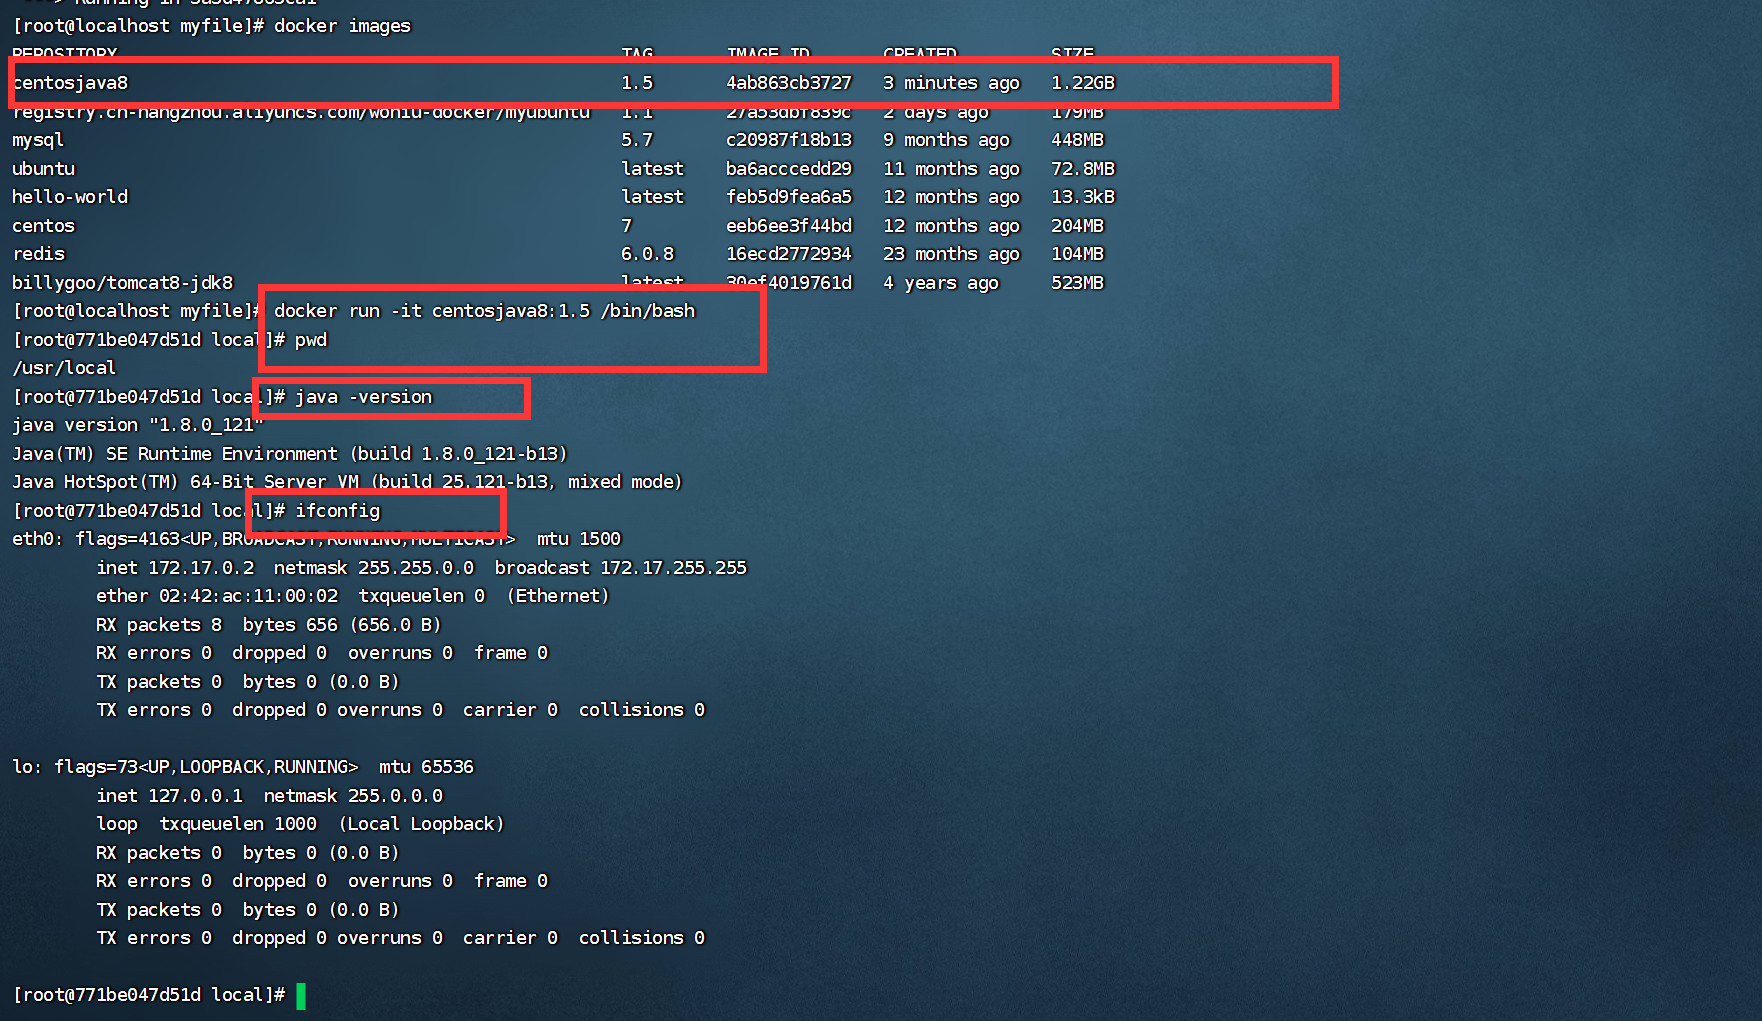 [root@localhost myfile]# docker images
REPOSITORY TAG IMAGE ID CREATED SIZE
centosjava8 1.5 4ab863cb3727 3 minutes ago 1.22GB
registry.cn-hangzhou.aliyuncs.com/woniu-docker/myubuntu 1.1 27a53dbf839c 2 days ago 179MB
mysql 5.7 c20987f18b13 9 months ago 448MB
ubuntu latest ba6acccedd29 11 months ago 72.8MB
hello-world latest feb5d9fea6a5 12 months ago 13.3kB
centos 7 eeb6ee3f44bd 12 months ago 204MB
redis 6.0.8 16ecd2772934 23 months ago 104MB
billygoo/tomcat8-jdk8 latest 30ef4019761d 4 years ago 523MB
[root@localhost myfile]# docker run -it centosjava8:1.5 /bin/bash
[root@771be047d51d local]# pwd
/usr/local
[root@771be047d51d local]# java -version
java version "1.8.0_121"
Java(TM) SE Runtime Environment (build 1.8.0_121-b13)
Java HotSpot(TM) 64-Bit Server VM (build 25.121-b13, mixed mode)
[root@771be047d51d local]# ifconfig
eth0: flags=4163<UP,BROADCAST,RUNNING,MULTICAST> mtu 1500
inet 172.17.0.2 netmask 255.255.0.0 broadcast 172.17.255.255
ether 02:42:ac:11:00:02 txqueuelen 0 (Ethernet)
RX packets 8 bytes 656 (656.0 B)
RX errors 0 dropped 0 overruns 0 frame 0
TX packets 0 bytes 0 (0.0 B)
TX errors 0 dropped 0 overruns 0 carrier 0 collisions 0
lo: flags=73<UP,LOOPBACK,RUNNING> mtu 65536
inet 127.0.0.1 netmask 255.0.0.0
loop txqueuelen 1000 (Local Loopback)
RX packets 0 bytes 0 (0.0 B)
RX errors 0 dropped 0 overruns 0 frame 0
TX packets 0 bytes 0 (0.0 B)
TX errors 0 dropped 0 overruns 0 carrier 0 collisions 0
[root@771be047d51d local]#